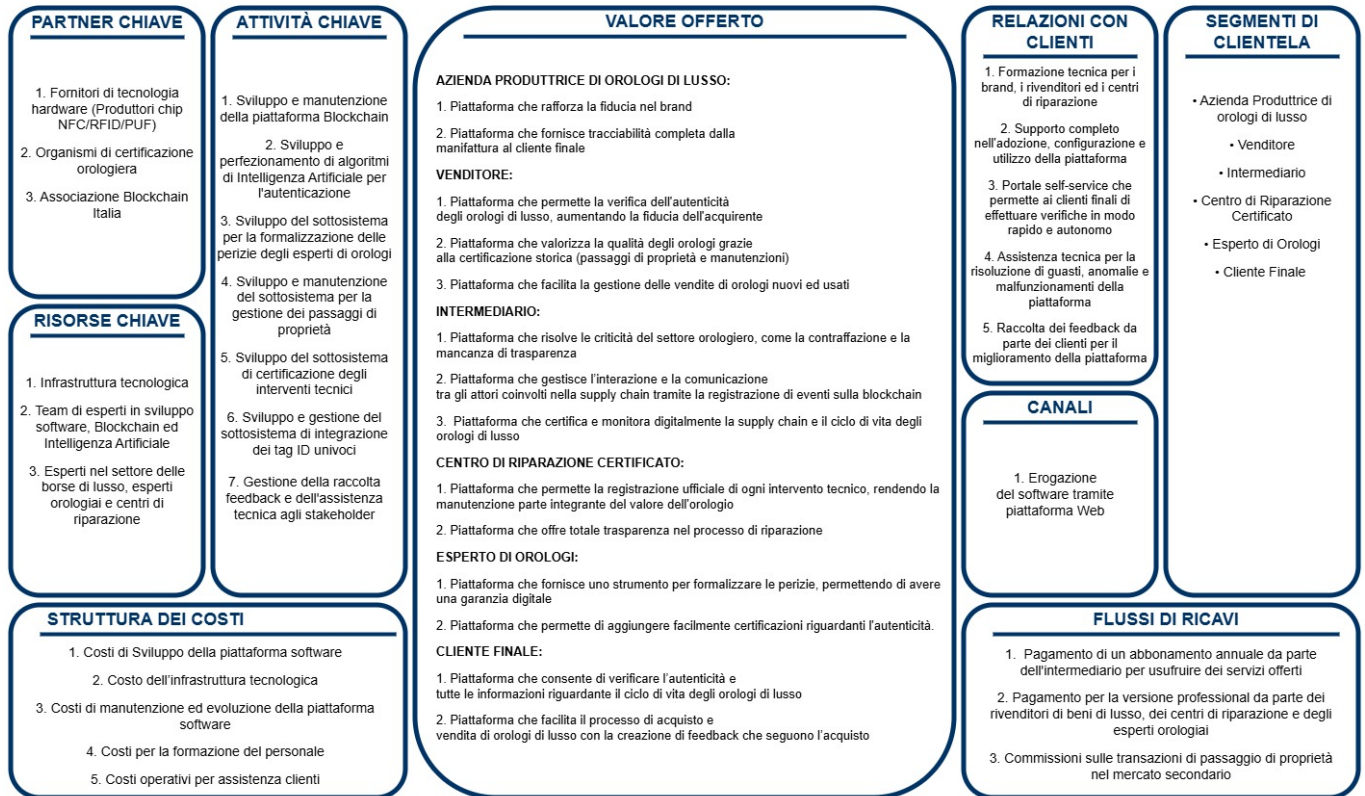 PARTNER CHIAVE
1. Fornitori di tecnologia
hardware (Produttori chip
NFC/RFID/PUF)
2. Organismi di certificazione
orologiera
3. Associazione Blockchain
Italia
ATTIVITÀ CHIAVE
1. Sviluppo e manutenzione
della piattaforma Blockchain
2. Sviluppo e
perfezionamento di algoritmi
di Intelligenza Artificiale per
l'autenticazione
3. Sviluppo del sottosistema
per la formalizzazione delle
perizie degli esperti di orologi
4. Sviluppo e manutenzione
del sottosistema per la
gestione dei passaggi di
proprietà
5. Sviluppo del sottosistema
di certificazione degli
interventi tecnici
6. Sviluppo e gestione del
sottosistema di integrazione
dei tag ID univoci
7. Gestione della raccolta
feedback e dell'assistenza
tecnica agli stakeholder
RISORSE CHIAVE
1. Infrastruttura tecnologica
2. Team di esperti in sviluppo
software, Blockchain ed
Intelligenza Artificiale
3. Esperti nel settore delle
borse di lusso, esperti
orologiai e centri di
riparazione
VALORE OFFERTO
AZIENDA PRODUTTRICE DI OROLOGI DI LUSSO:
1. Piattaforma che rafforza la fiducia nel brand
2. Piattaforma che fornisce tracciabilità completa dalla
manifattura al cliente finale
VENDITORE:
1. Piattaforma che permette la verifica dell'autenticità
degli orologi di lusso, aumentando la fiducia dell'acquirente
2. Piattaforma che valorizza la qualità degli orologi grazie
alla certificazione storica (passaggi di proprietà e manutenzioni)
3. Piattaforma che facilita la gestione delle vendite di orologi nuovi ed usati
INTERMEDIARIO:
1. Piattaforma che risolve le criticità del settore orologiero, come la contraffazione e la
mancanza di trasparenza
2. Piattaforma che gestisce l'interazione e la comunicazione
tra gli attori coinvolti nella supply chain tramite la registrazione di eventi sulla blockchain
3. Piattaforma che certifica e monitora digitalmente la supply chain e il ciclo di vita degli
orologi di lusso
CENTRO DI RIPARAZIONE CERTIFICATO:
1. Piattaforma che permette la registrazione ufficiale di ogni intervento tecnico, rendendo la
manutenzione parte integrante del valore dell'orologio
2. Piattaforma che offre totale trasparenza nel processo di riparazione
ESPERTO DI OROLOGI:
1. Piattaforma che fornisce uno strumento per formalizzare le perizie, permettendo di avere
una garanzia digitale
2. Piattaforma che permette di aggiungere facilmente certificazioni riguardanti l'autenticità.
CLIENTE FINALE:
1. Piattaforma che consente di verificare l'autenticità e
tutte le informazioni riguardante il ciclo di vita degli orologi di lusso
2. Piattaforma che facilita il processo di acquisto e
vendita di orologi di lusso con la creazione di feedback che seguono l'acquisto
RELAZIONI CON
CLIENTI
1. Formazione tecnica per i
brand, i rivenditori ed i centri
di riparazione
2. Supporto completo
nell'adozione, configurazione e
utilizzo della piattaforma
3. Portale self-service che
permette ai clienti finali di
effettuare verifiche in modo
rapido e autonomo
4. Assistenza tecnica per la
risoluzione di guasti, anomalie e
malfunzionamenti della
piattaforma
5. Raccolta dei feedback da
parte dei clienti per il
miglioramento della piattaforma
CANALI
1. Erogazione
del software tramite
piattaforma Web
SEGMENTI DI
CLIENTELA
• Azienda Produttrice di
orologi di lusso
• Venditore
• Intermediario
• Centro di Riparazione
Certificato
• Esperto di Orologi
• Cliente Finale
STRUTTURA DEI COSTI
1. Costi di Sviluppo della piattaforma software
2. Costo dell'infrastruttura tecnologica
3. Costi di manutenzione ed evoluzione della piattaforma
software
4. Costi per la formazione del personale
5. Costi operativi per assistenza clienti
FLUSSI DI RICAVI
1. Pagamento di un abbonamento annuale da parte
dell'intermediario per usufruire dei servizi offerti
2. Pagamento per la versione professional da parte dei
rivenditori di beni di lusso, dei centri di riparazione e degli
esperti orologiai
3. Commissioni sulle transazioni di passaggio di proprietà
nel mercato secondario